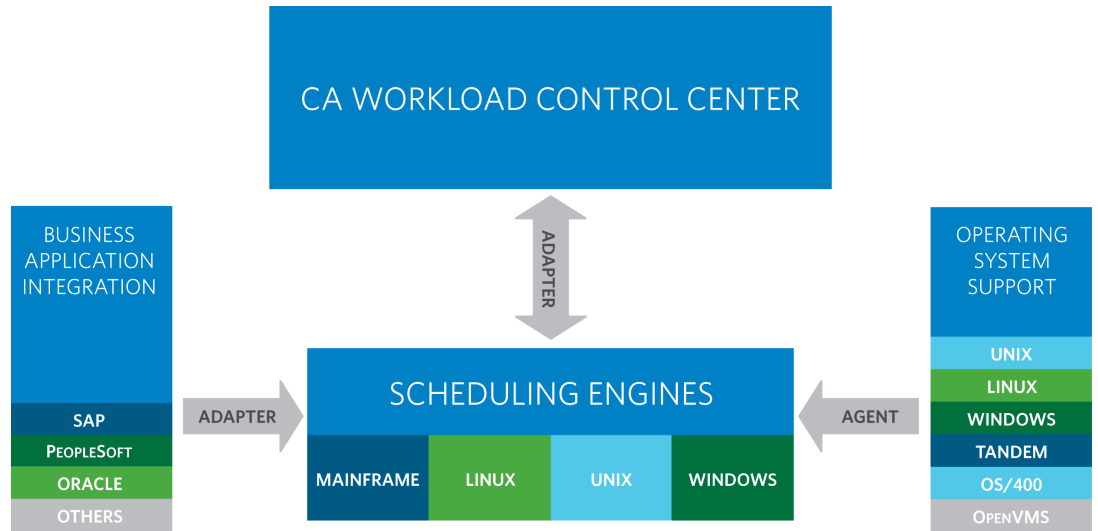 CA WORKLOAD CONTROL CENTER
ADAPTER
BUSINESS
APPLICATION
INTEGRATION
SAP
PEOPLESOFT
ORACLE
OTHERS
ADAPTER
SCHEDULING ENGINES
MAINFRAME
LINUX
UNIX
WINDOWS
AGENT
OPERATING
SYSTEM
SUPPORT
UNIX
LINUX
WINDOWS
TANDEM
OS/400
OPENVMS